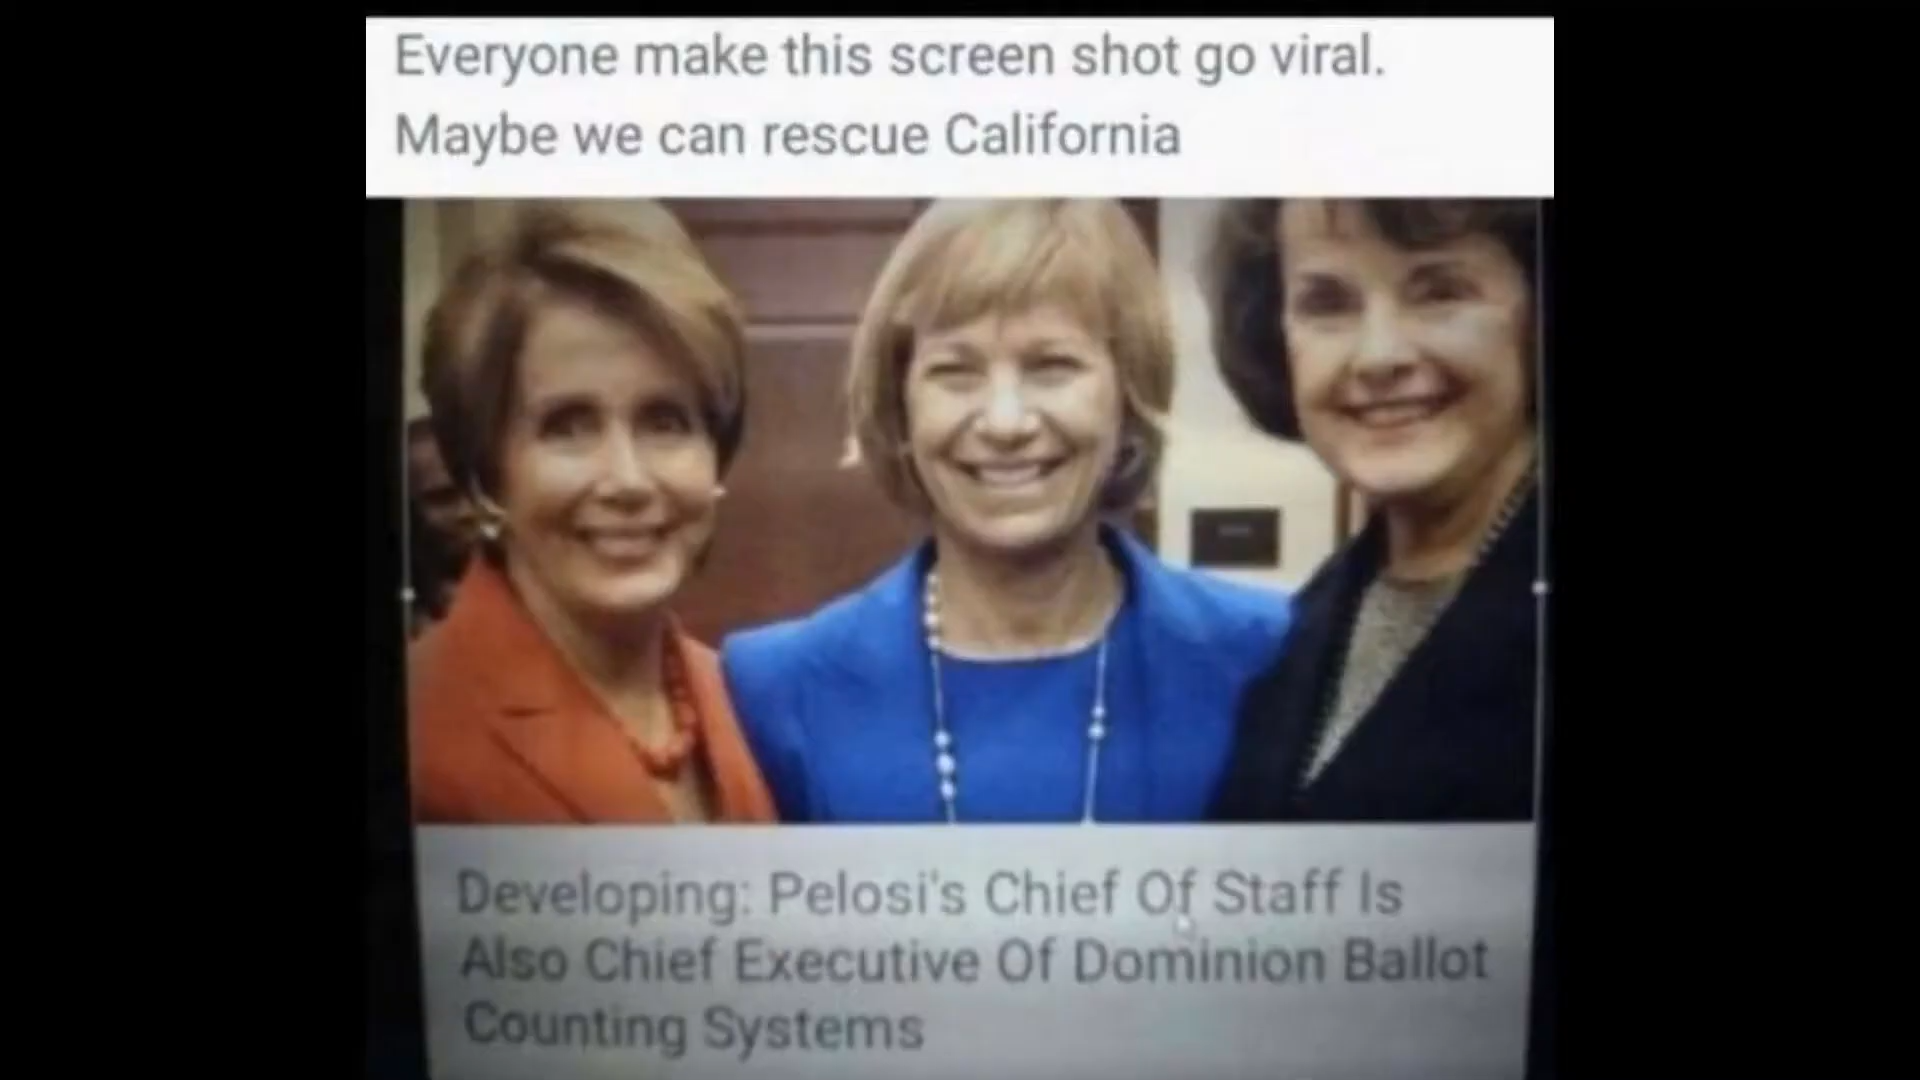 Everyone make this screen shot go viral.
Maybe we can rescue California
Developing: Pelosi's Chief Of Staff Is
Also Chief Executive Of Dominion Ballot
Counting Systems